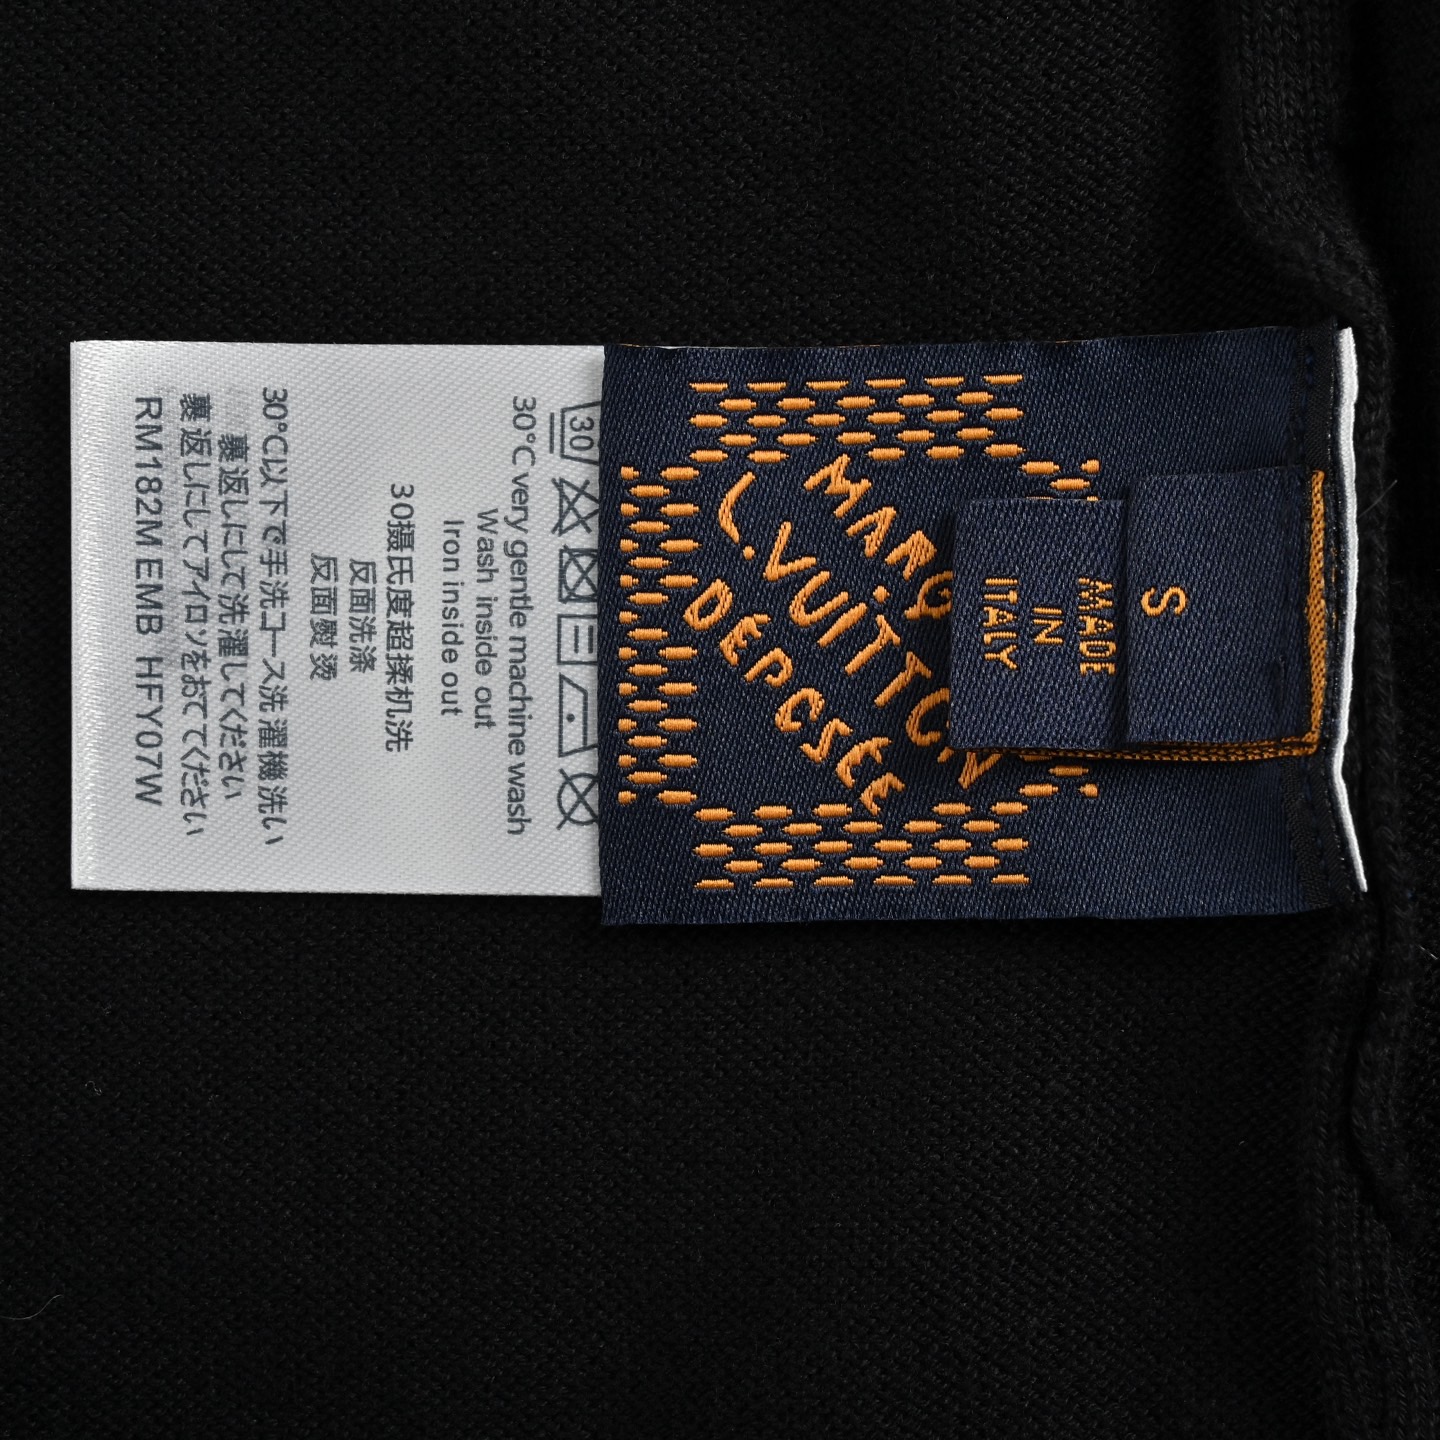 S
MADE
IN
ITALY
MARQ
L.VUITTON
DÉPOSÉE
30
30°C very gentle machine wash
Wash inside out
Iron inside out
30摄氏度超揉机洗
反面洗涤
反面熨烫
30℃以下で手洗コース洗濯機洗い
裏返しにして洗濯してください
裏返しにしてアイロンをおてください
RM182M EMB HFY07W